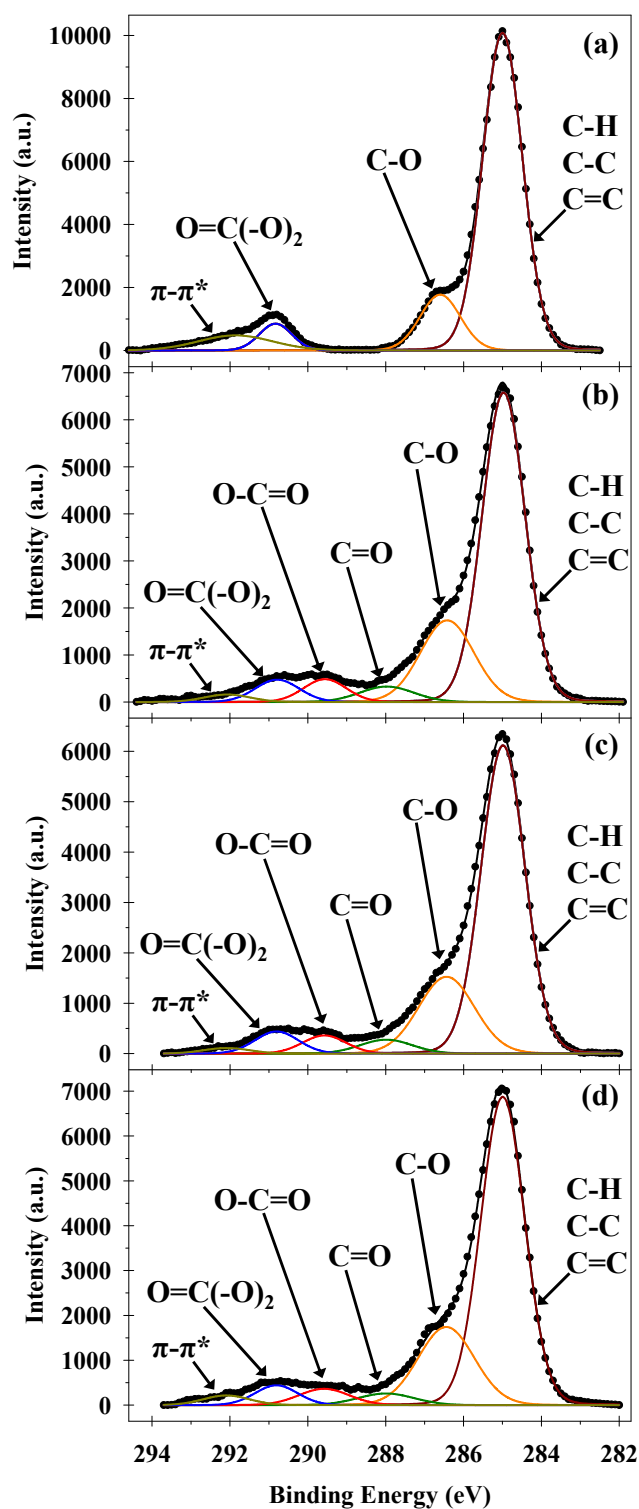 (a)
10000
8000
6000
4000
2000
0
Intensity (a.u.)
C-H
C-C
C=C
C-O
O=C(-O)₂
π-π*
(b)
7000
6000
5000
4000
3000
2000
1000
0
Intensity (a.u.)
C-O
C-H
C-C
C=C
O-C=O
C=O
O=C(-O)₂
π-π*
(c)
6000
5000
4000
3000
2000
1000
0
Intensity (a.u.)
C-O
C-H
C-C
C=C
O-C=O
C=O
O=C(-O)₂
π-π*
(d)
7000
6000
5000
4000
3000
2000
1000
0
Intensity (a.u.)
C-O
C-H
C-C
C=C
O-C=O
C=O
O=C(-O)₂
π-π*
294 292 290 288 286 284 282
Binding Energy (eV)